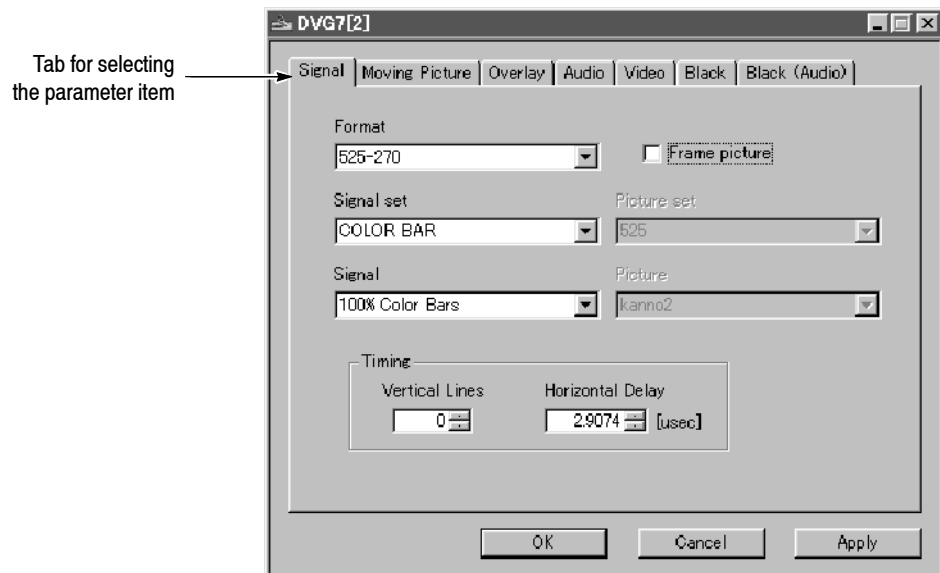 DVG7[2]
Tab for selecting
the parameter item
Signal Moving Picture Overlay Audio Video Black Black (Audio)
Format
525-270 Frame picture
Signal set Picture set
COLOR BAR 525
Signal Picture
100% Color Bars kanno2
Timing
Vertical Lines Horizontal Delay
0 2.9074 [usec]
OK Cancel Apply